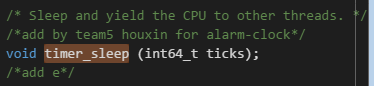 /* Sleep and yield the CPU to other threads. */
/*add by team5 houxin for alarm-clock*/
void timer_sleep (int64_t ticks);
/*add e*/